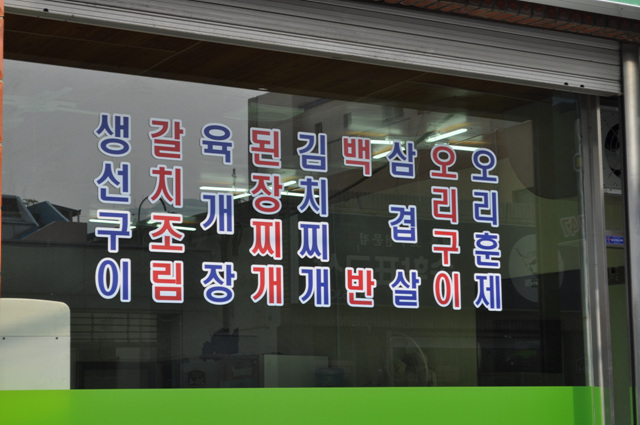 생선구이
갈치조림
육개장
된장찌개
김치찌개
백반
삼겹살
오리구이
오리훈제